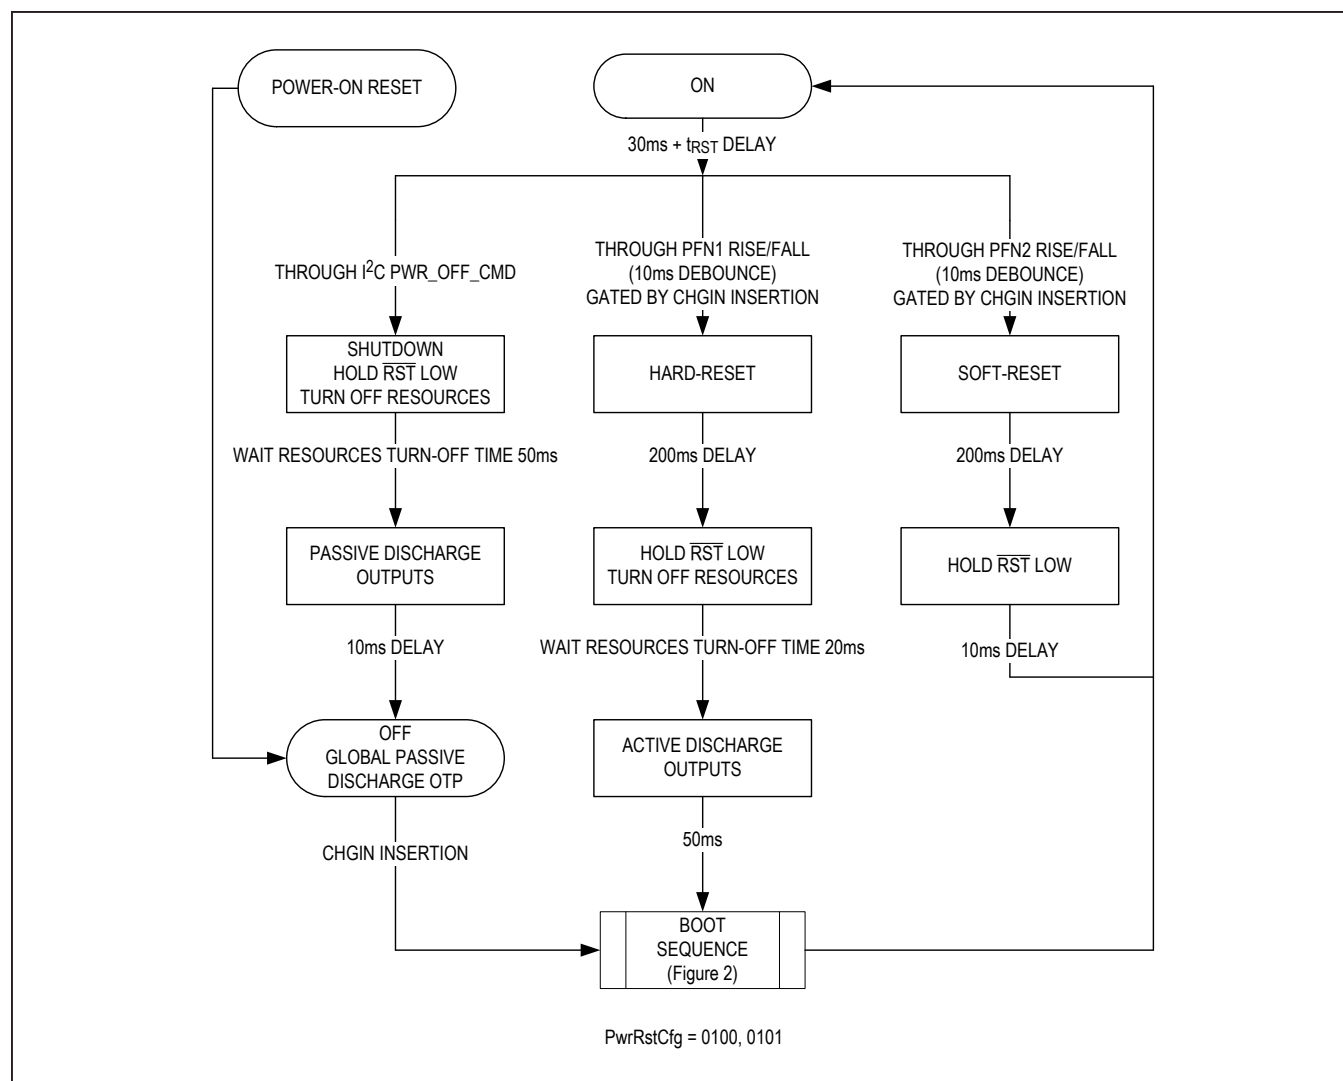 POWER-ON RESET
ON
30ms + tRST DELAY
THROUGH I²C PWR_OFF_CMD
THROUGH PFN1 RISE/FALL
(10ms DEBOUNCE)
GATED BY CHGIN INSERTION
THROUGH PFN2 RISE/FALL
(10ms DEBOUNCE)
GATED BY CHGIN INSERTION
SHUTDOWN
HOLD R̅S̅T̅ LOW
TURN OFF RESOURCES
HARD-RESET
SOFT-RESET
WAIT RESOURCES TURN-OFF TIME 50ms
200ms DELAY
200ms DELAY
PASSIVE DISCHARGE
OUTPUTS
HOLD R̅S̅T̅ LOW
TURN OFF RESOURCES
HOLD R̅S̅T̅ LOW
10ms DELAY
WAIT RESOURCES TURN-OFF TIME 20ms
10ms DELAY
OFF
GLOBAL PASSIVE
DISCHARGE OTP
ACTIVE DISCHARGE
OUTPUTS
CHGIN INSERTION
50ms
BOOT
SEQUENCE
(Figure 2)
PwrRstCfg = 0100, 0101